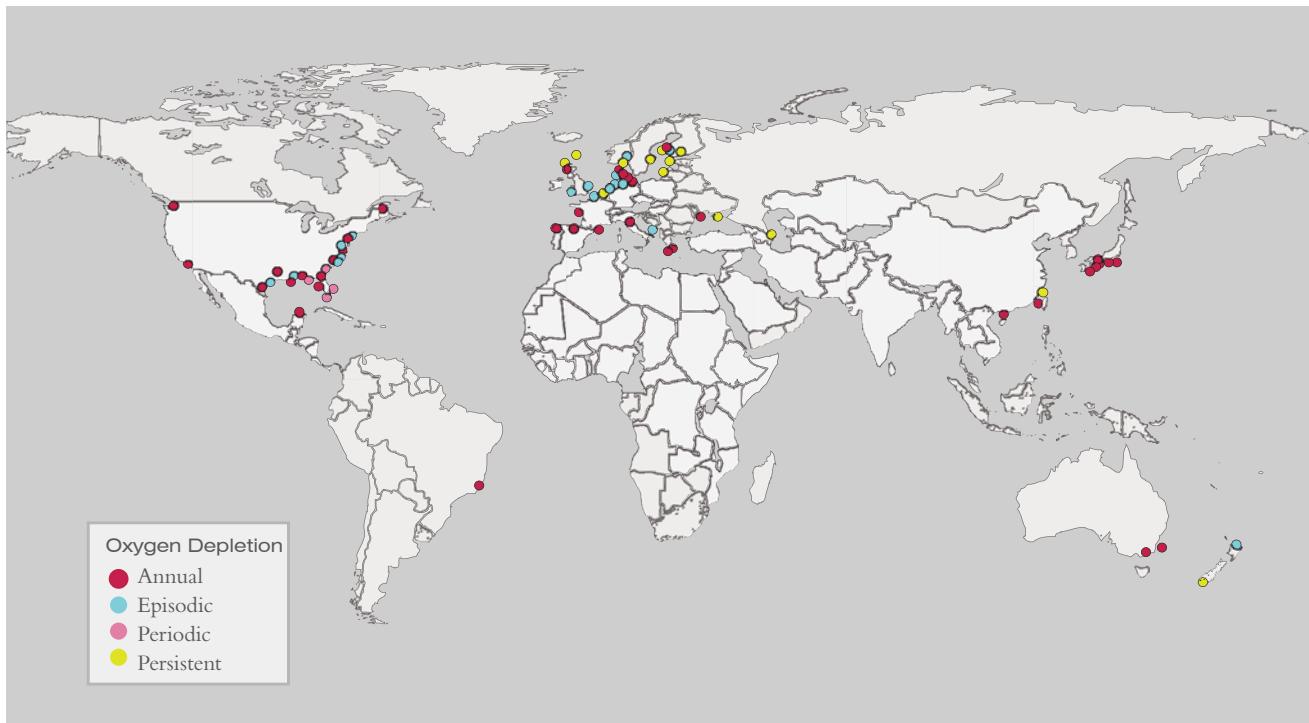 Oxygen Depletion
Annual
Episodic
Periodic
Persistent